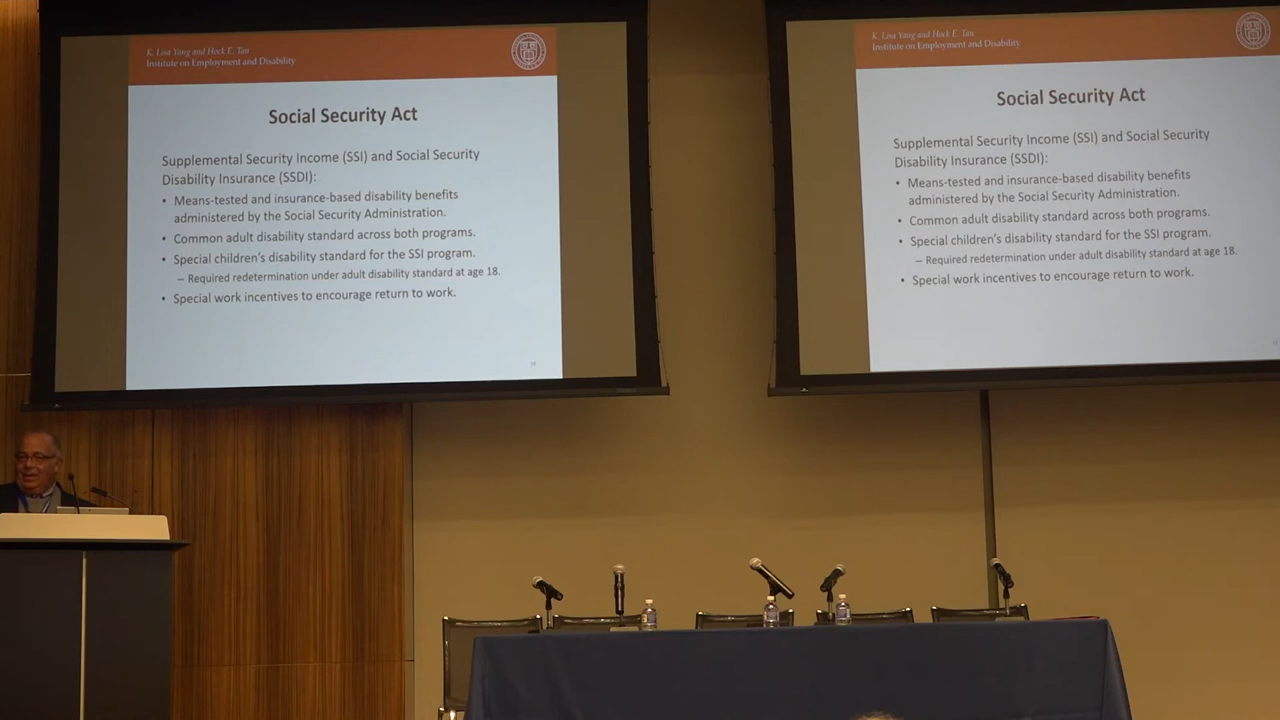 K. Lisa Yang and Hock E. Tan
Institute on Employment and Disability
Social Security Act
Supplemental Security Income (SSI) and Social Security
Disability Insurance (SSDI):
• Means-tested and insurance-based disability benefits
administered by the Social Security Administration.
• Common adult disability standard across both programs.
• Special children's disability standard for the SSI program.
– Required redetermination under adult disability standard at age 18.
• Special work incentives to encourage return to work.
K. Lisa Yang and Hock E. Tan
Institute on Employment and Disability
Social Security Act
Supplemental Security Income (SSI) and Social Security
Disability Insurance (SSDI):
• Means-tested and insurance-based disability benefits
administered by the Social Security Administration.
• Common adult disability standard across both programs.
• Special children's disability standard for the SSI program.
– Required redetermination under adult disability standard at age 18.
• Special work incentives to encourage return to work.